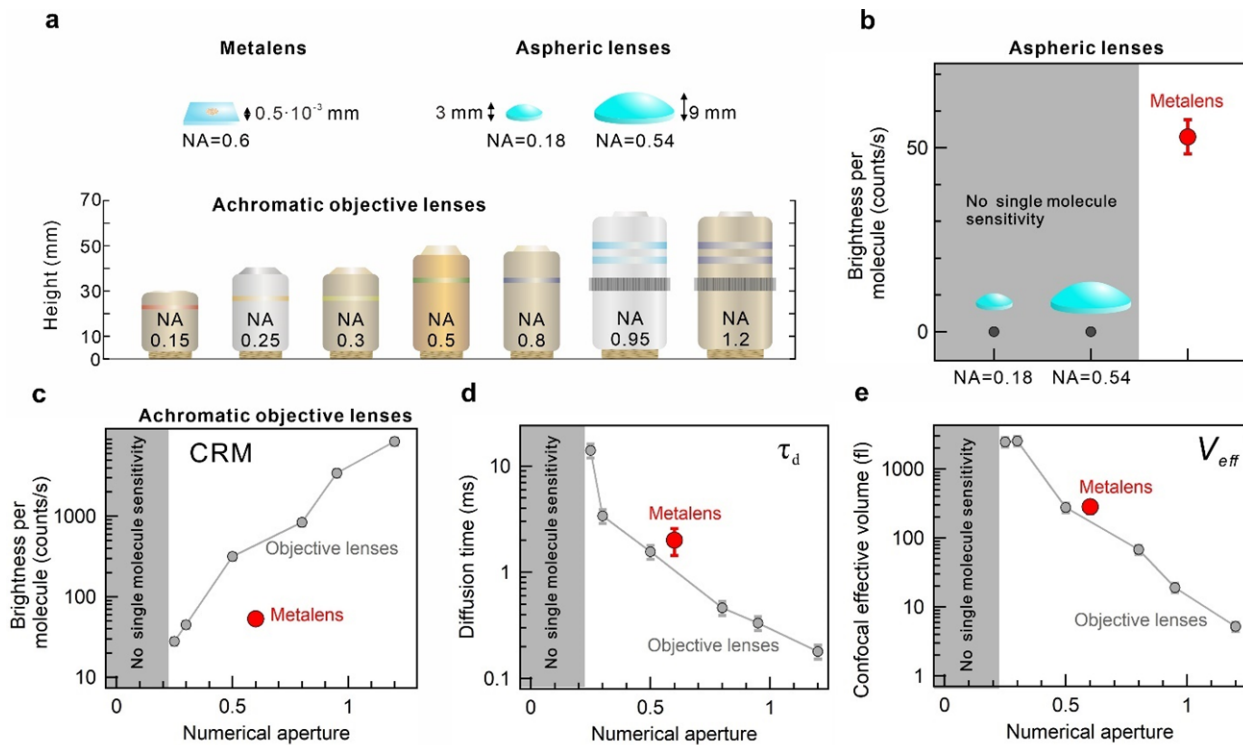 a
Metalens
0.5·10⁻³ mm
NA=0.6
Aspheric lenses
3 mm
NA=0.18
9 mm
NA=0.54
Achromatic objective lenses
Height (mm)
70
50
30
10
0
NA
0.15
NA
0.25
NA
0.3
NA
0.5
NA
0.8
NA
0.95
NA
1.2
b
Aspheric lenses
Brightness per
molecule (counts/s)
50
0
No single molecule
sensitivity
Metalens
NA=0.18
NA=0.54
c
Achromatic objective lenses
Brightness per
molecule (counts/s)
1000
100
10
No single molecule sensitivity
CRM
Objective lenses
Metalens
0
0.5
1
Numerical aperture
d
Diffusion time (ms)
10
1
0.1
No single molecule sensitivity
τd
Metalens
Objective lenses
0
0.5
1
Numerical aperture
e
Confocal effective volume (fl)
1000
100
10
1
No single molecule sensitivity
Veff
Metalens
Objective lenses
0
0.5
1
Numerical aperture